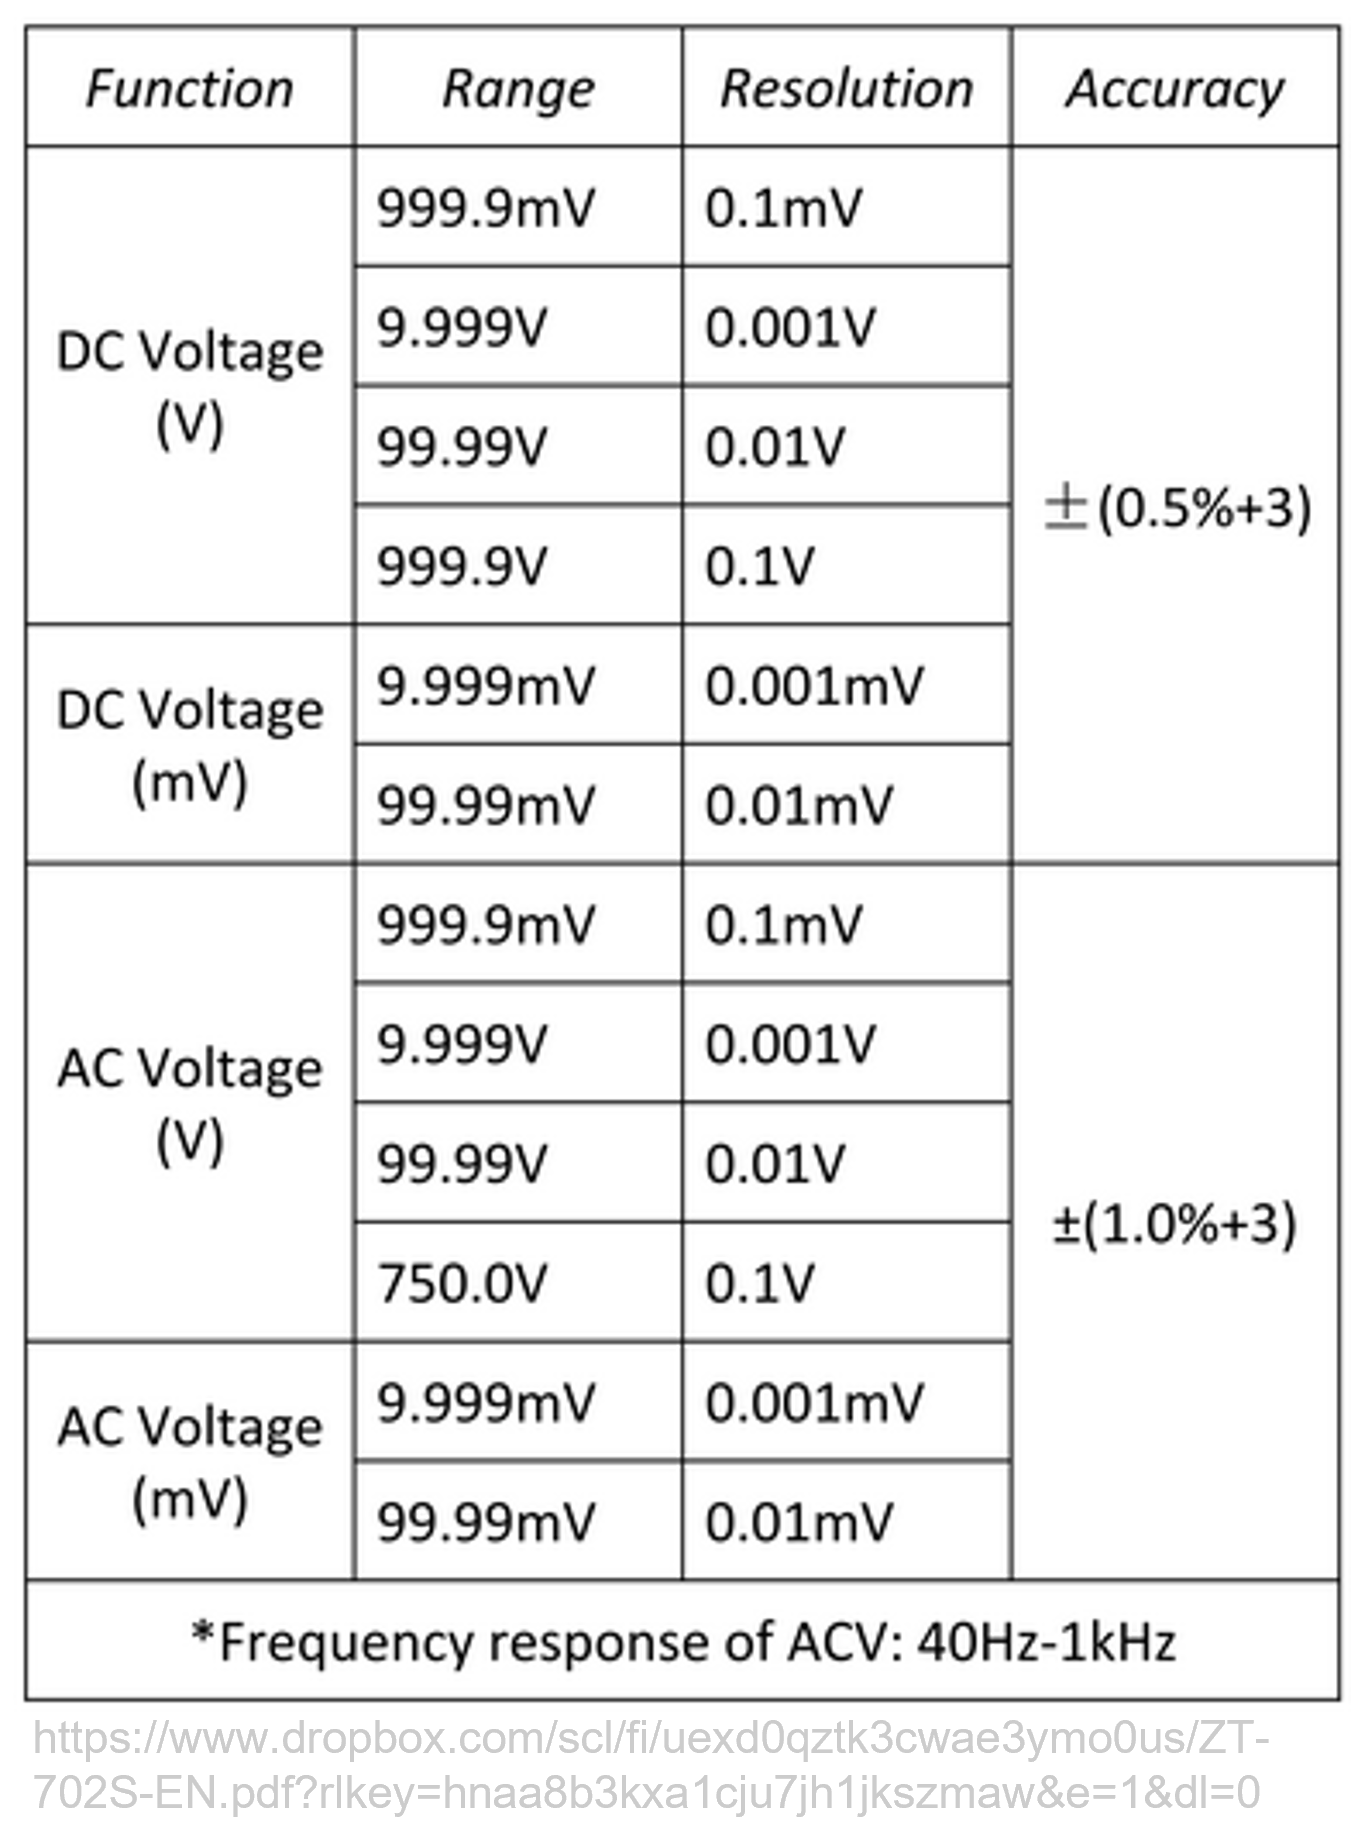 Function Range Resolution Accuracy
DC Voltage
(V)
999.9mV 0.1mV
9.999V 0.001V
99.99V 0.01V
999.9V 0.1V
±(0.5%+3)
DC Voltage
(mV)
9.999mV 0.001mV
99.99mV 0.01mV
AC Voltage
(V)
999.9mV 0.1mV
9.999V 0.001V
99.99V 0.01V
750.0V 0.1V
±(1.0%+3)
AC Voltage
(mV)
9.999mV 0.001mV
99.99mV 0.01mV
*Frequency response of ACV: 40Hz-1kHz
https://www.dropbox.com/scl/fi/uexd0qztk3cwae3ymo0us/ZT-
702S-EN.pdf?rlkey=hnaa8b3kxa1cju7jh1jkszmaw&e=1&dl=0